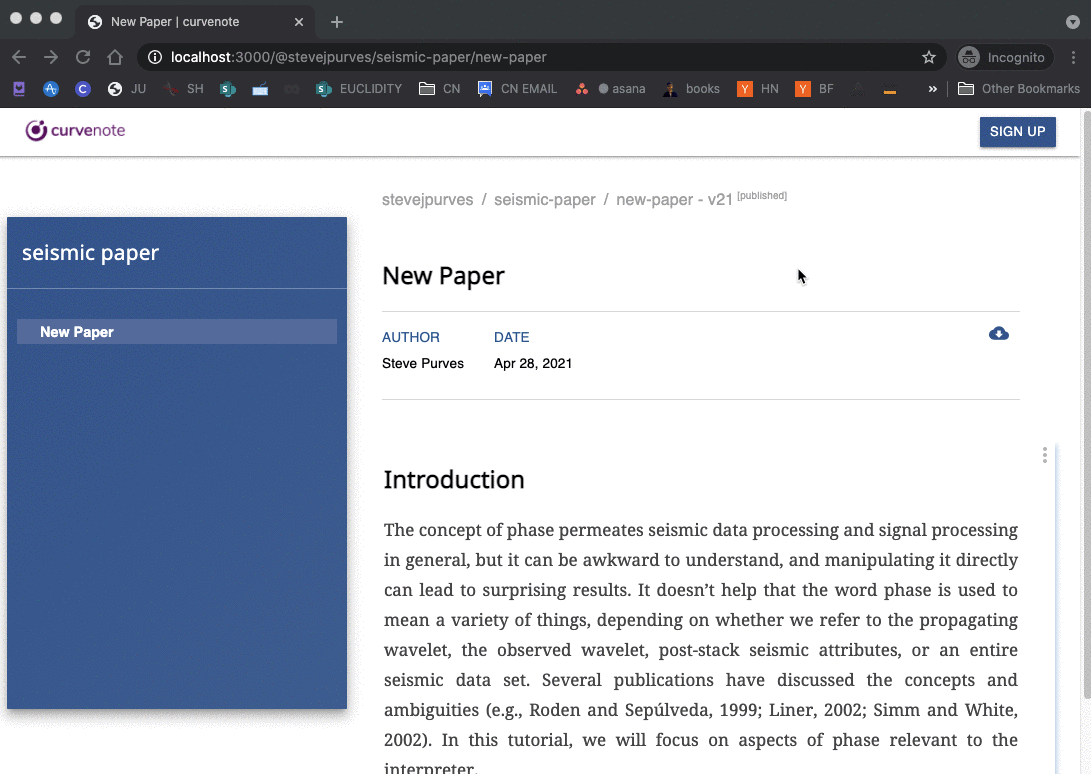 New Paper | curvenote
localhost:3000/@stevejpurves/seismic-paper/new-paper
Incognito
JU SH EUCLIDITY CN CN EMAIL asana books HN BF » Other Bookmarks
curvenote
SIGN UP
stevejpurves / seismic-paper / new-paper - v21 [published]
seismic paper
New Paper
New Paper
AUTHOR DATE
Steve Purves Apr 28, 2021
Introduction
The concept of phase permeates seismic data processing and signal processing
in general, but it can be awkward to understand, and manipulating it directly
can lead to surprising results. It doesn’t help that the word phase is used to
mean a variety of things, depending on whether we refer to the propagating
wavelet, the observed wavelet, post-stack seismic attributes, or an entire
seismic data set. Several publications have discussed the concepts and
ambiguities (e.g., Roden and Sepúlveda, 1999; Liner, 2002; Simm and White,
2002). In this tutorial, we will focus on aspects of phase relevant to the
interpreter.